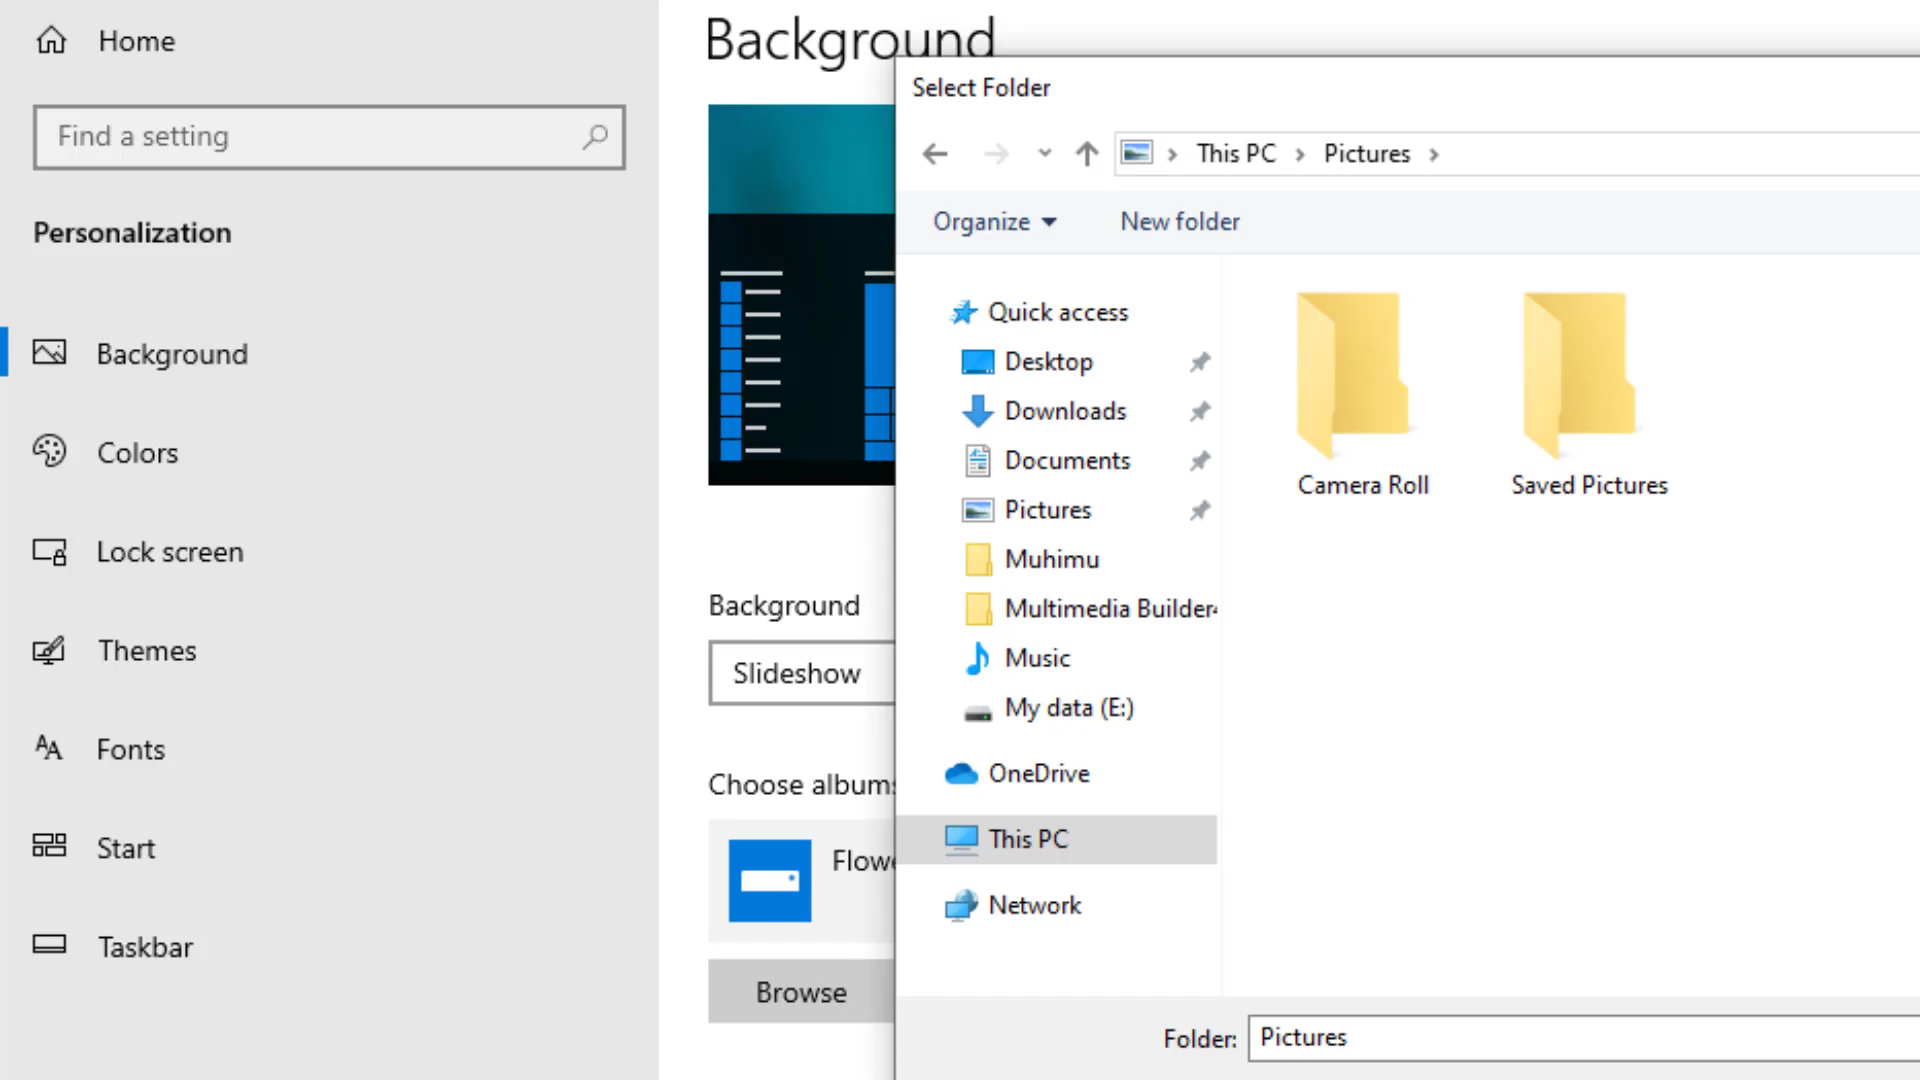 Home
Find a setting
Personalization
Background
Colors
Lock screen
Themes
Fonts
Start
Taskbar
Background
Background
Slideshow
Choose albums
Browse
Select Folder
This PC
Pictures
Organize
New folder
Quick access
Desktop
Downloads
Documents
Pictures
Muhimu
Multimedia Builder
Music
My data (E:)
OneDrive
This PC
Network
Camera Roll
Saved Pictures
Folder: Pictures